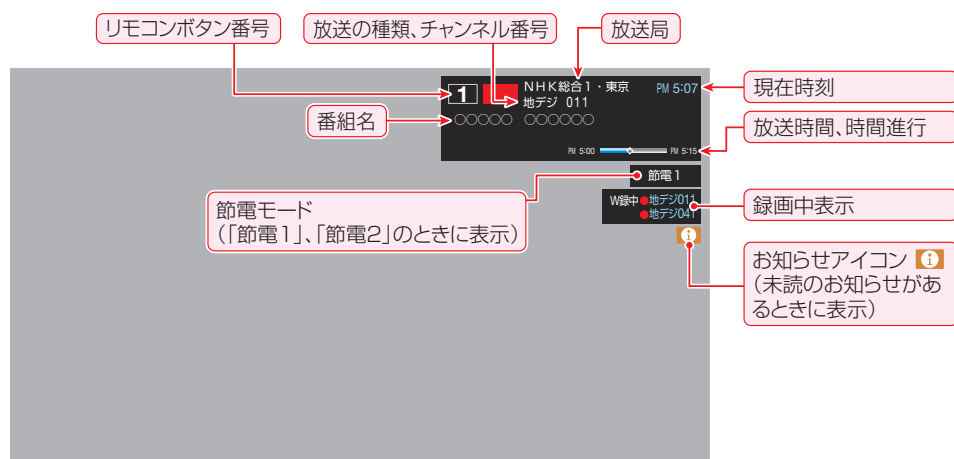 リモコンボタン番号
放送の種類、チャンネル番号
放送局
1
NHK総合1・東京
地デジ 011
PM 5:07
現在時刻
番組名
○○○○○ ○○○○○○
放送時間、時間進行
PM 5:00
PM 5:15
節電1
節電モード
(「節電1」、「節電2」のときに表示)
W録中●地デジ011
●地デジ041
録画中表示
お知らせアイコン
(未読のお知らせがあ
るときに表示)